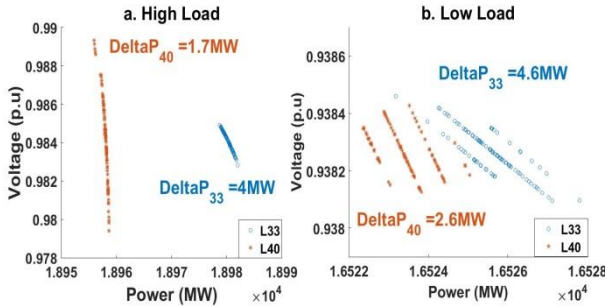 a. High Load
0.99
0.988
0.986
0.984
0.982
0.98
0.978
Voltage (p.u)
DeltaP40 =1.7MW
DeltaP33 =4MW
L33
L40
1.895 1.896 1.897 1.898 1.899
Power (MW) ×10^4
b. Low Load
0.9386
0.9384
0.9382
0.938
Voltage (p.u)
DeltaP33 =4.6MW
DeltaP40 =2.6MW
L33
L40
1.6522 1.6524 1.6526 1.6528
Power (MW) ×10^4